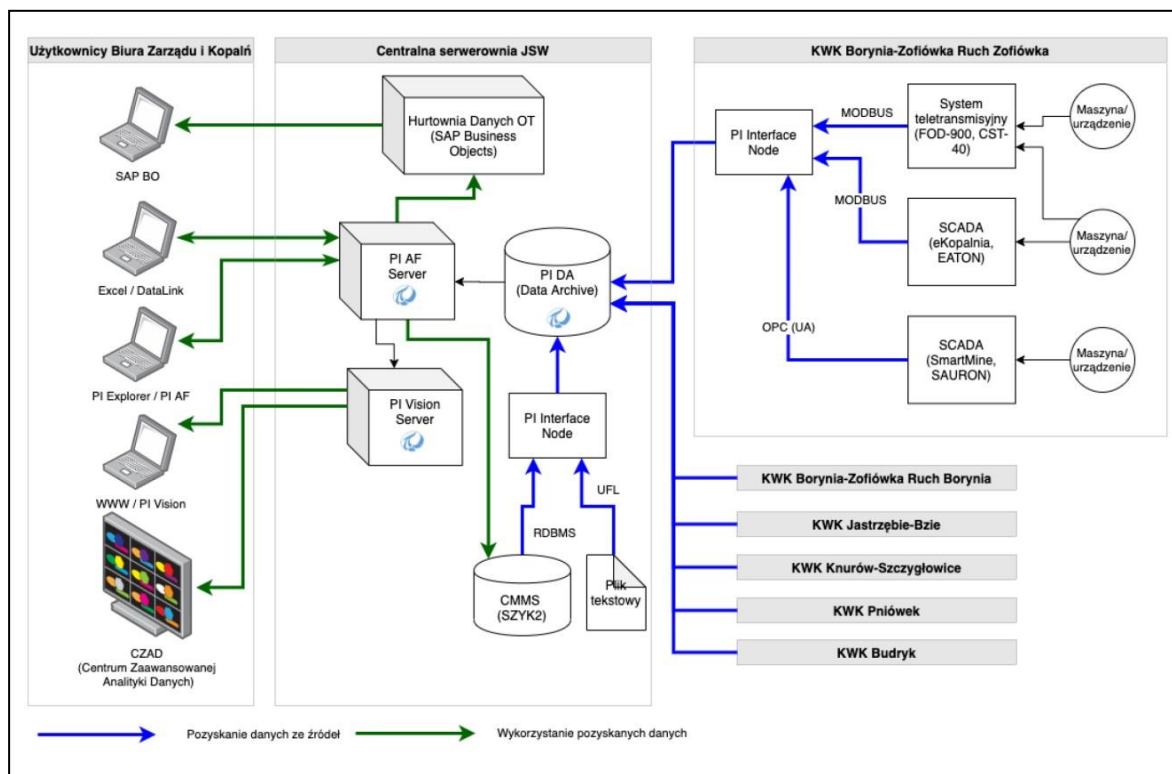 Użytkownicy Biura Zarządu i Kopalń
SAP BO
Excel / DataLink
PI Explorer / PI AF
WWW / PI Vision
CZAD
(Centrum Zaawansowanej
Analityki Danych)
Centralna serwerownia JSW
Hurtownia Danych OT
(SAP Business
Objects)
PI AF
Server
PI DA
(Data Archive)
PI Vision
Server
PI Interface
Node
RDBMS
UFL
CMMS
(SZYK2)
Plik
tekstowy
KWK Borynia-Zofiówka Ruch Zofiówka
PI Interface
Node
MODBUS
System
teletransmisyjny
(FOD-900, CST-
40)
Maszyna/
urządzenie
MODBUS
SCADA
(eKopalnia,
EATON)
Maszyna/
urządzenie
OPC (UA)
SCADA
(SmartMine,
SAURON)
Maszyna/
urządzenie
KWK Borynia-Zofiówka Ruch Borynia
KWK Jastrzębie-Bzie
KWK Knurów-Szczygłowice
KWK Pniówek
KWK Budryk
Pozyskanie danych ze źródeł
Wykorzystanie pozyskanych danych